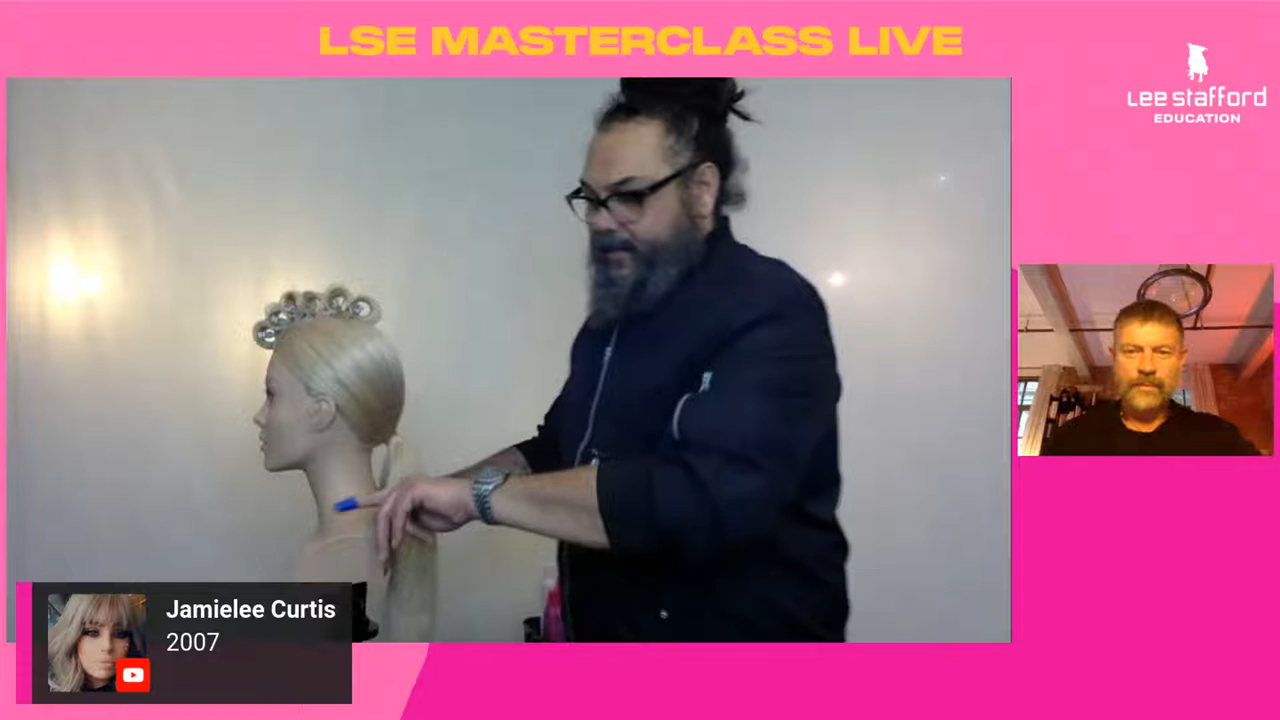 LSE MASTERCLASS LIVE
Lee stafford
EDUCATION
Jamielee Curtis
2007